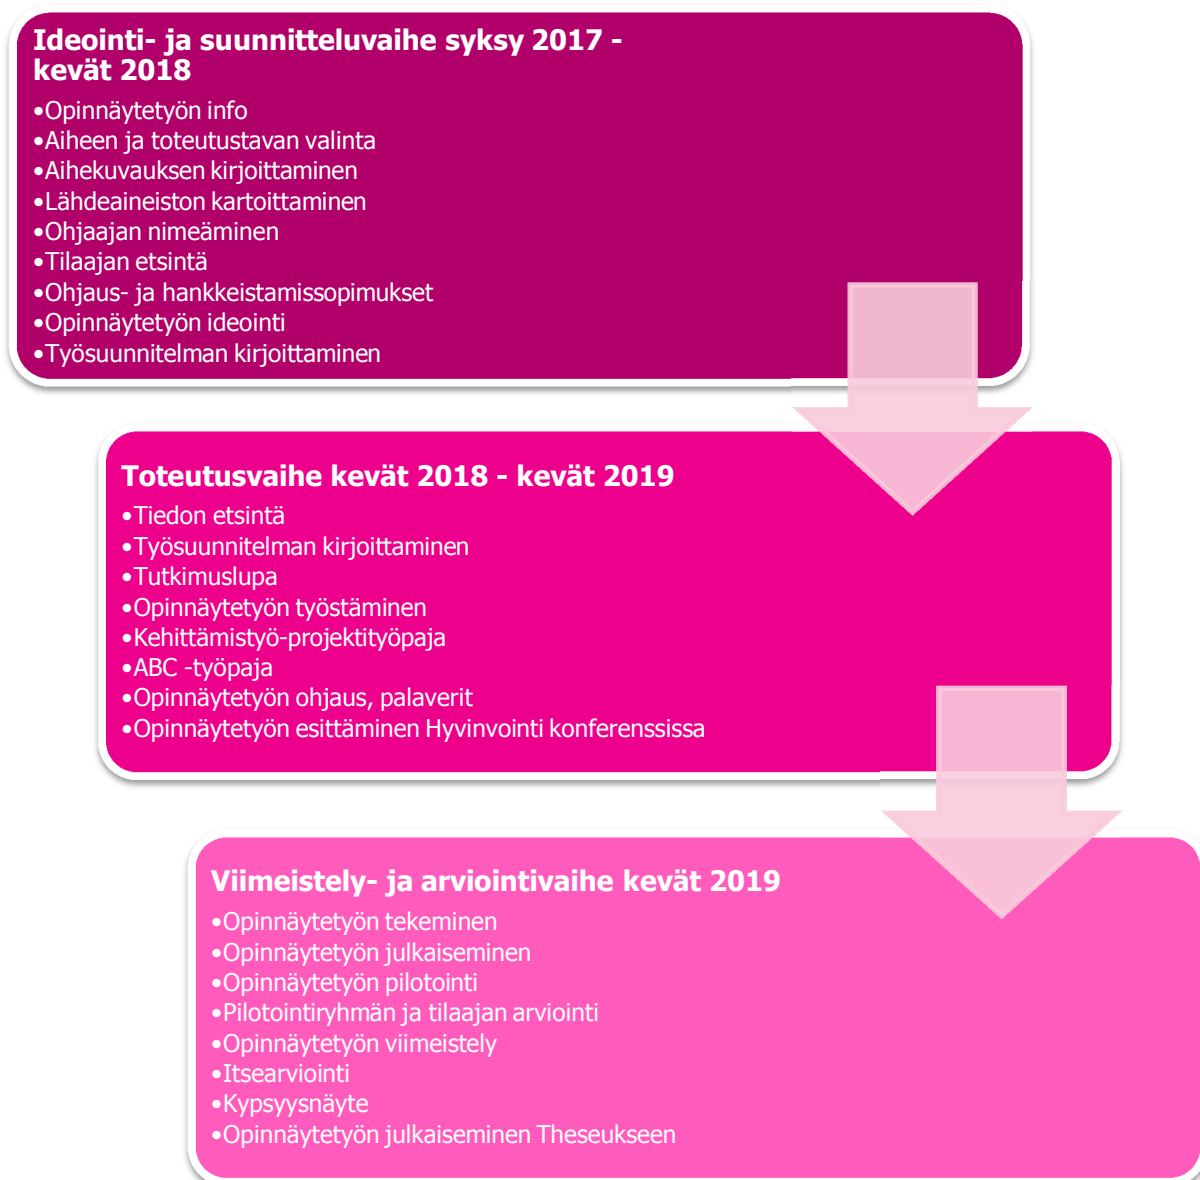 Ideointi- ja suunnitteluvaihe syksy 2017 -
kevät 2018
•Opinnäytetyön info
•Aiheen ja toteutustavan valinta
•Aihekuvauksen kirjoittaminen
•Lähdeaineiston kartoittaminen
•Ohjaajan nimeäminen
•Tilaajan etsintä
•Ohjaus- ja hankkeistamissopimukset
•Opinnäytetyön ideointi
•Työsuunnitelman kirjoittaminen
Toteutusvaihe kevät 2018 - kevät 2019
•Tiedon etsintä
•Työsuunnitelman kirjoittaminen
•Tutkimuslupa
•Opinnäytetyön työstäminen
•Kehittämistyö-projektityöpaja
•ABC -työpaja
•Opinnäytetyön ohjaus, palaverit
•Opinnäytetyön esittäminen Hyvinvointi konferenssissa
Viimeistely- ja arviointivaihe kevät 2019
•Opinnäytetyön tekeminen
•Opinnäytetyön julkaiseminen
•Opinnäytetyön pilotointi
•Pilotointiryhmän ja tilaajan arviointi
•Opinnäytetyön viimeistely
•Itsearviointi
•Kypsyysnäyte
•Opinnäytetyön julkaiseminen Theseukseen